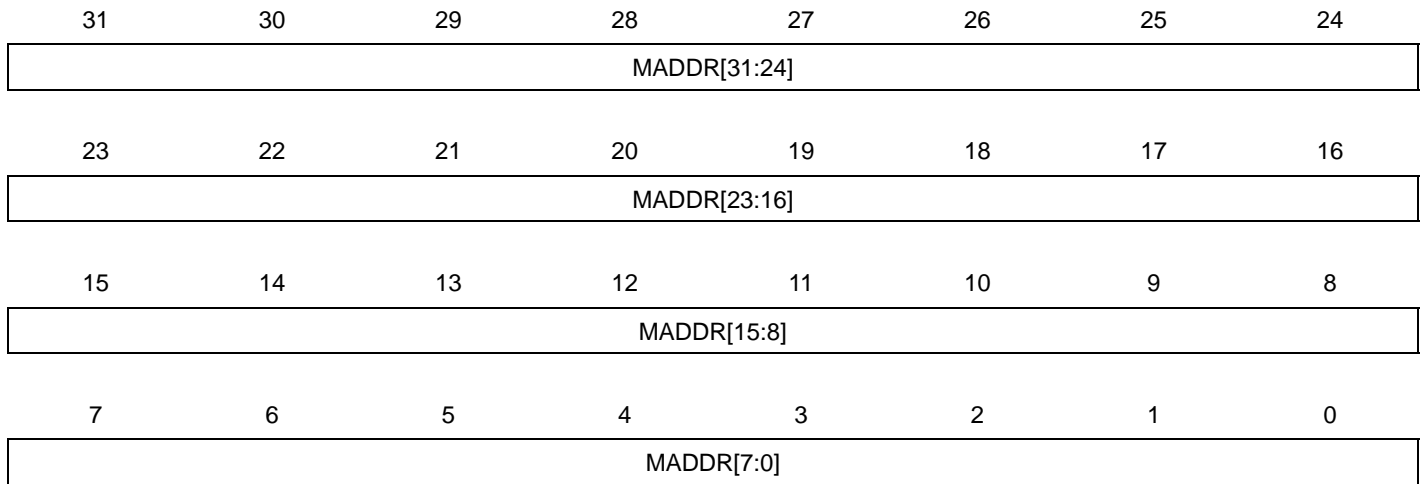 31 30 29 28 27 26 25 24
MADDR[31:24]
23 22 21 20 19 18 17 16
MADDR[23:16]
15 14 13 12 11 10 9 8
MADDR[15:8]
7 6 5 4 3 2 1 0
MADDR[7:0]